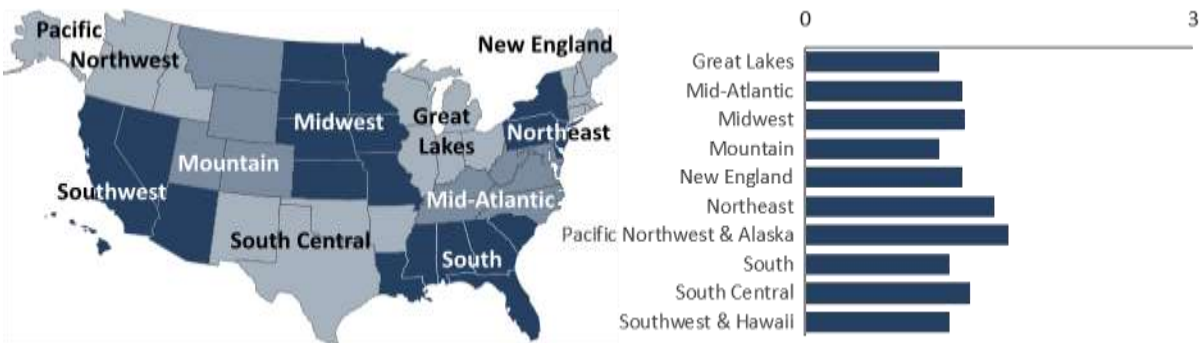 Pacific
Northwest
New England
Midwest
Great
Lakes
Northeast
Mountain
Southwest
Mid-Atlantic
South Central
South
0 3
Great Lakes
Mid-Atlantic
Midwest
Mountain
New England
Northeast
Pacific Northwest & Alaska
South
South Central
Southwest & Hawaii